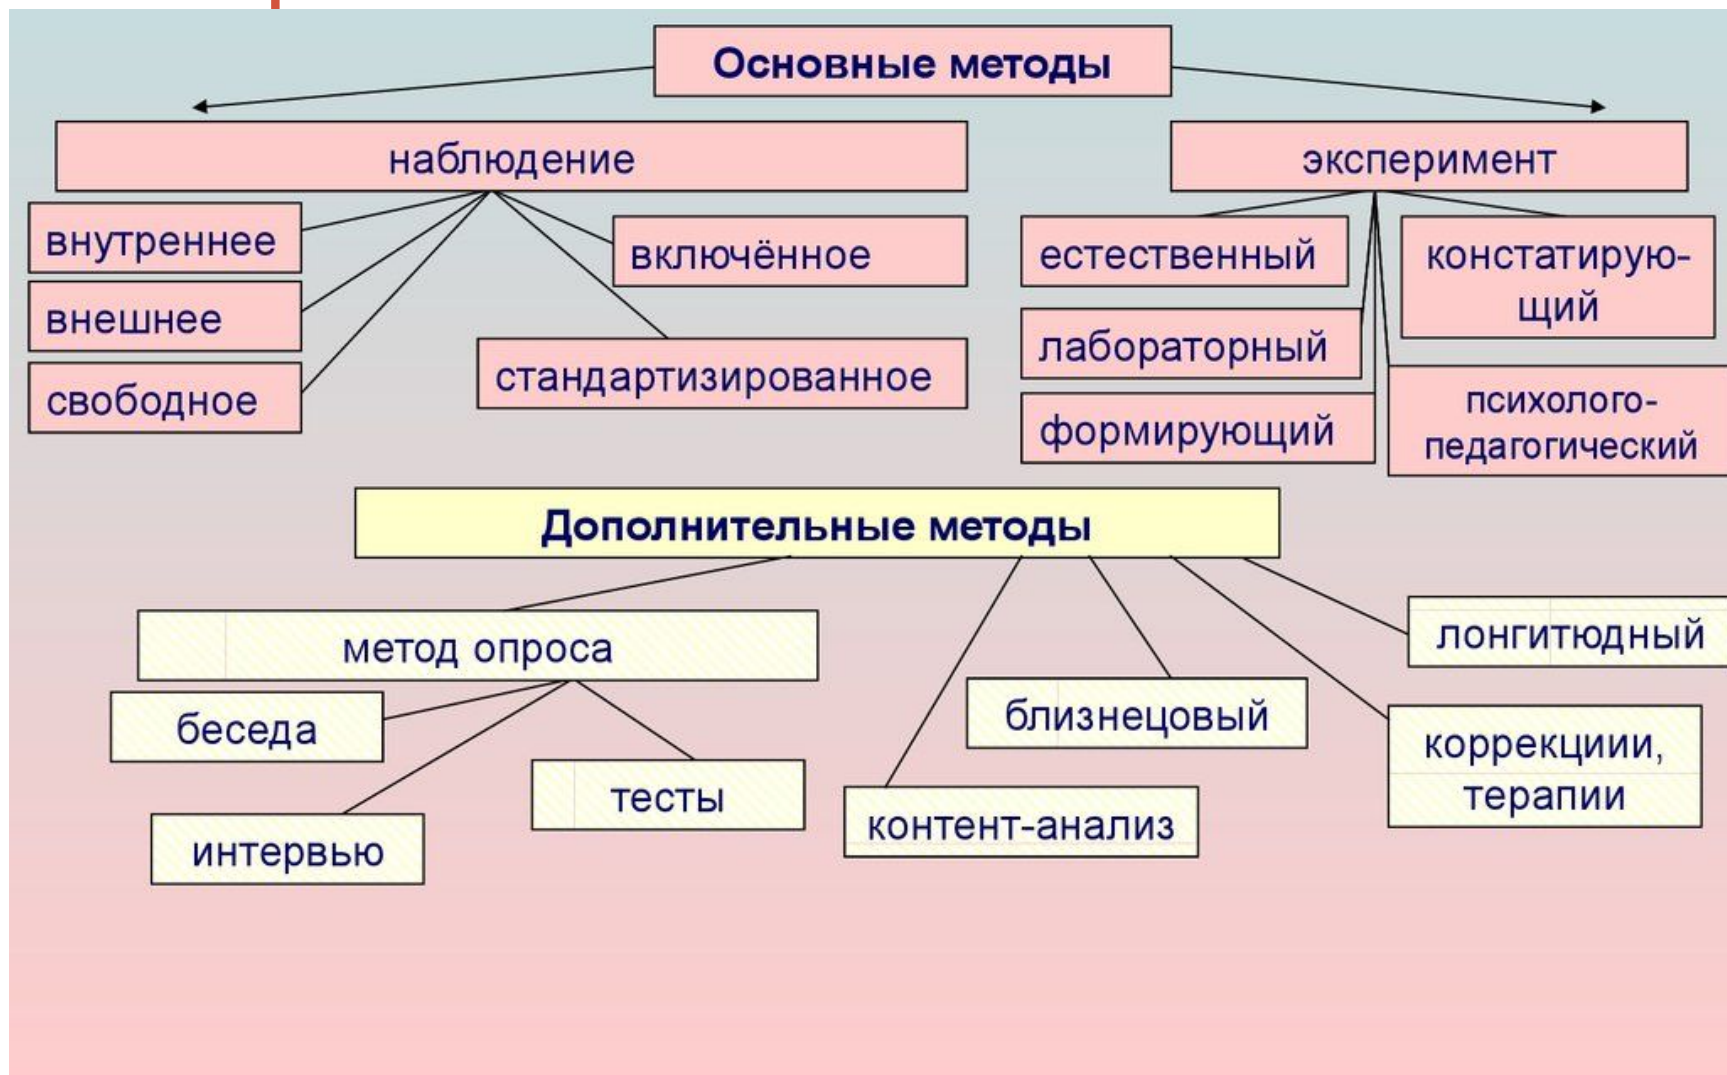 Основные методы
наблюдение
эксперимент
внутреннее
включённое
естественный
констатирую-
щий
внешнее
лабораторный
стандартизированное
свободное
формирующий
психолого-
педагогический
Дополнительные методы
метод опроса
лонгитюдный
беседа
близнецовый
коррекциии,
терапии
тесты
контент-анализ
интервью